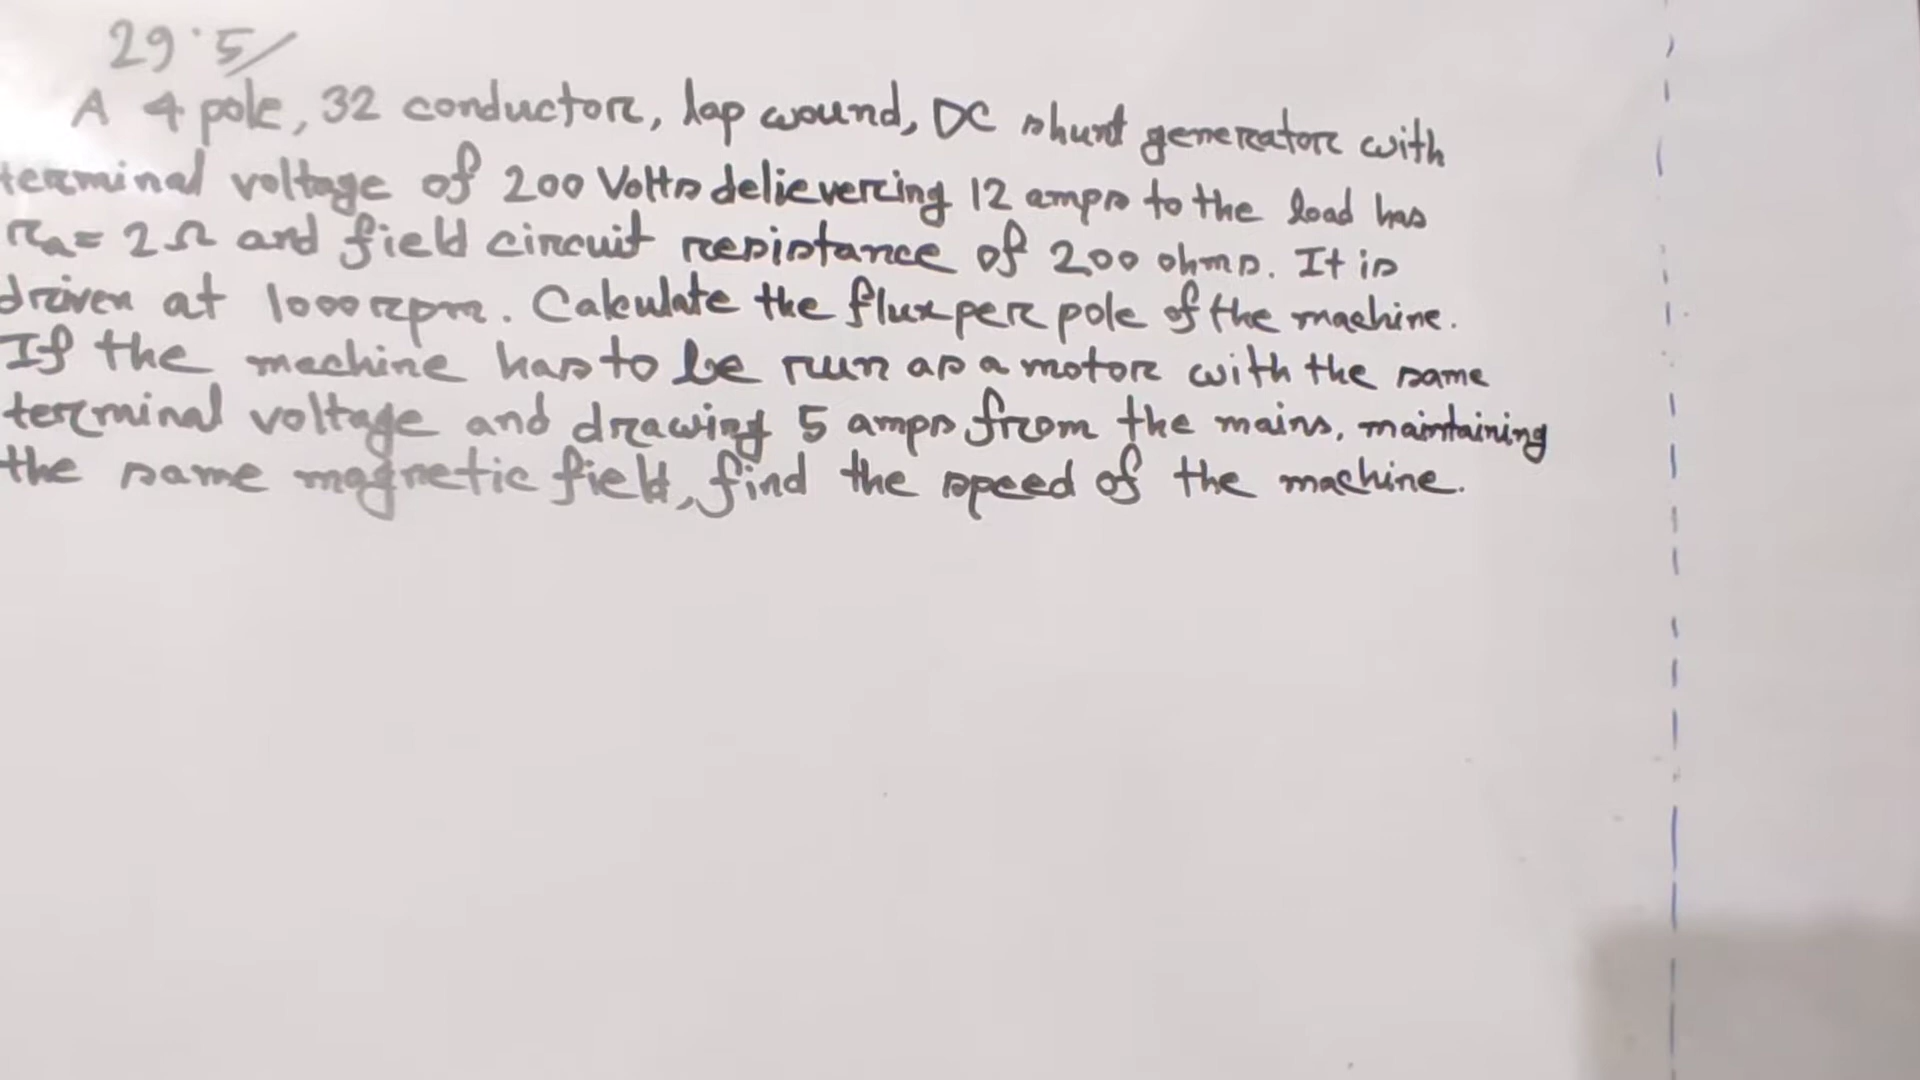 29.5/
A 4 pole, 32 conductor, lap wound, DC shunt generator with
terminal voltage of 200 Volts delievering 12 amps to the load has
ra = 2Ω and field circuit resistance of 200 ohms. It is
driven at 1000 rpm. Calculate the flux per pole of the machine.
If the machine has to be run as a motor with the same
terminal voltage and drawing 5 amps from the mains, maintaining
the same magnetic field, find the speed of the machine.